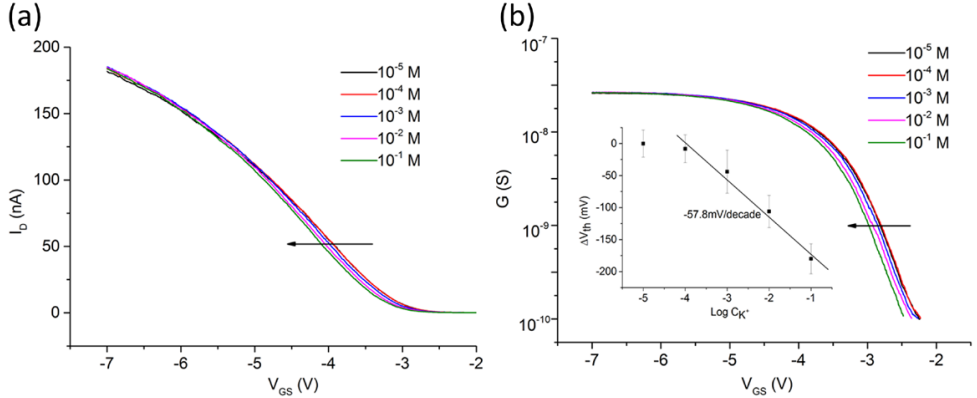 (a)
200
150
100
50
0
I_D (nA)
-7 -6 -5 -4 -3 -2
V_GS (V)
10^-5 M
10^-4 M
10^-3 M
10^-2 M
10^-1 M
(b)
10^-7
10^-8
10^-9
10^-10
G (S)
-7 -6 -5 -4 -3 -2
V_GS (V)
10^-5 M
10^-4 M
10^-3 M
10^-2 M
10^-1 M
0
-50
-100
-150
-200
ΔV_th (mV)
-57.8mV/decade
-5 -4 -3 -2 -1
Log C_K^+